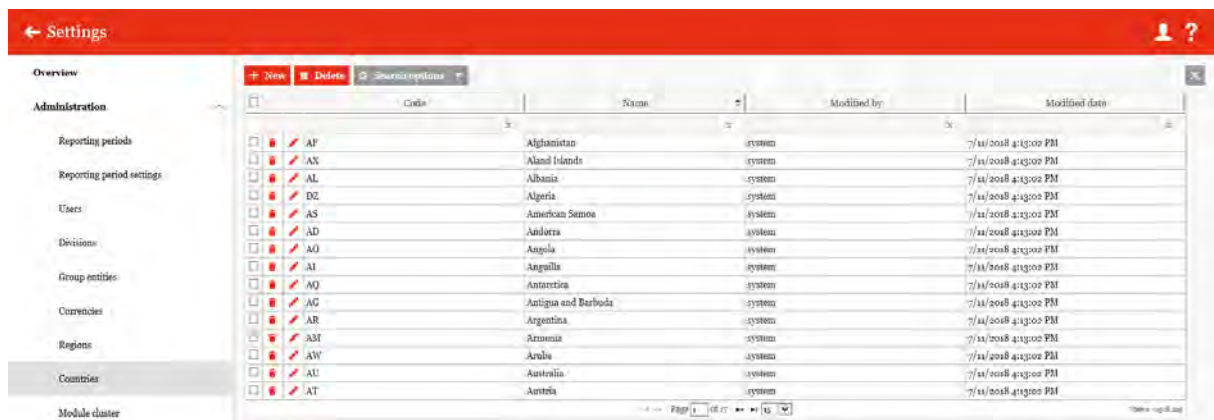 Settings
?
Overview
+ New Delete Search options
Administration
Code Name Modified by Modified date
Reporting periods
AF Afghanistan system 7/11/2018 4:13:02 PM
AX Aland Islands system 7/11/2018 4:13:02 PM
Reporting period settings
AL Albania system 7/11/2018 4:13:02 PM
DZ Algeria system 7/11/2018 4:13:02 PM
Users
AS American Samoa system 7/11/2018 4:13:02 PM
AD Andorra system 7/11/2018 4:13:02 PM
Divisions
AO Angola system 7/11/2018 4:13:02 PM
AI Anguilla system 7/11/2018 4:13:02 PM
Group entities
AQ Antarctica system 7/11/2018 4:13:02 PM
AG Antigua and Barbuda system 7/11/2018 4:13:02 PM
Currencies
AR Argentina system 7/11/2018 4:13:02 PM
AM Armenia system 7/11/2018 4:13:02 PM
Regions
AW Aruba system 7/11/2018 4:13:02 PM
AU Australia system 7/11/2018 4:13:02 PM
Countries
AT Austria system 7/11/2018 4:13:02 PM
Module cluster
Page 1 of 17 15